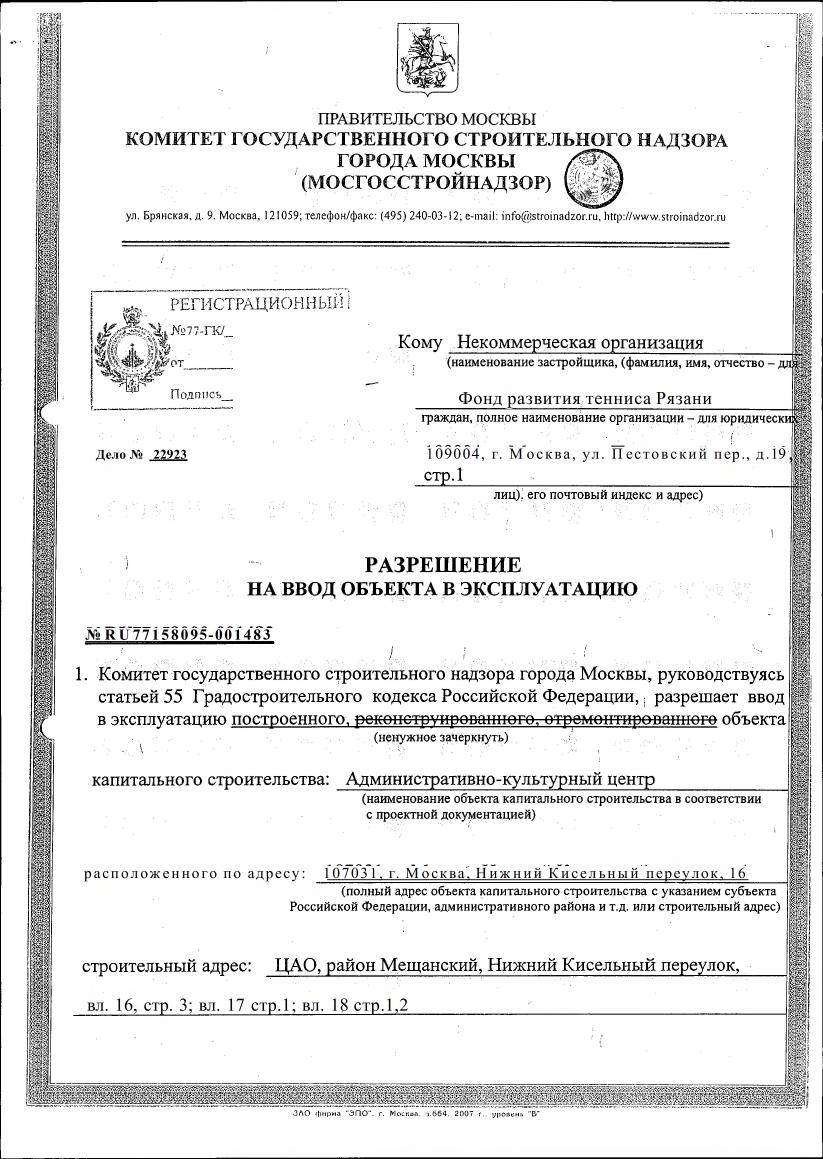 ПРАВИТЕЛЬСТВО МОСКВЫ
КОМИТЕТ ГОСУДАРСТВЕННОГО СТРОИТЕЛЬНОГО НАДЗОРА
ГОРОДА МОСКВЫ
(МОСГОССТРОЙНАДЗОР)
ул. Брянская, д. 9. Москва, 121059; телефон/факс: (495) 240-03-12; e-mail: info@stroinadzor.ru, http://www.stroinadzor.ru
РЕГИСТРАЦИОННЫЙ
№77-ГК/_
от______
Подпись__
Кому Некоммерческая организация
(наименование застройщика, (фамилия, имя, отчество – для
Фонд развития тенниса Рязани
граждан, полное наименование организации – для юридических
Дело № 22923
109004, г. Москва, ул. Пестовский пер., д.19,
стр.1
лиц). его почтовый индекс и адрес)
РАЗРЕШЕНИЕ
НА ВВОД ОБЪЕКТА В ЭКСПЛУАТАЦИЮ
№ RU77158095-001483
1. Комитет государственного строительного надзора города Москвы, руководствуясь
статьей 55 Градостроительного кодекса Российской Федерации, разрешает ввод
в эксплуатацию построенного, реконструированного, отремонтированного объекта
(ненужное зачеркнуть)
капитального строительства: Административно-культурный центр
(наименование объекта капитального строительства в соответствии
с проектной документацией)
расположенного по адресу: 107031, г. Москва, Нижний Кисельный переулок, 16
(полный адрес объекта капитального строительства с указанием субъекта
Российской Федерации, административного района и т.д. или строительный адрес)
строительный адрес: ЦАО, район Мещанский, Нижний Кисельный переулок,
вл. 16, стр. 3; вл. 17 стр.1; вл. 18 стр.1,2
ЗАО фирма "ЭПО". г. Москва, з.664, 2007 г., уровень "В"